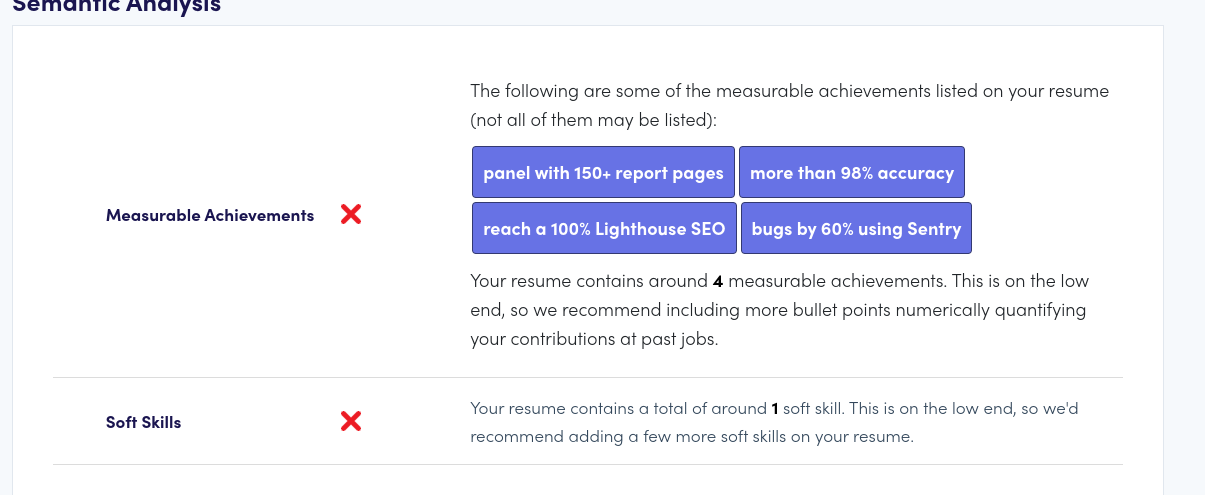 Semantic Analysis
The following are some of the measurable achievements listed on your resume
(not all of them may be listed):
panel with 150+ report pages
more than 98% accuracy
Measurable Achievements
reach a 100% Lighthouse SEO
bugs by 60% using Sentry
Your resume contains around 4 measurable achievements. This is on the low
end, so we recommend including more bullet points numerically quantifying
your contributions at past jobs.
Soft Skills
Your resume contains a total of around 1 soft skill. This is on the low end, so we'd
recommend adding a few more soft skills on your resume.